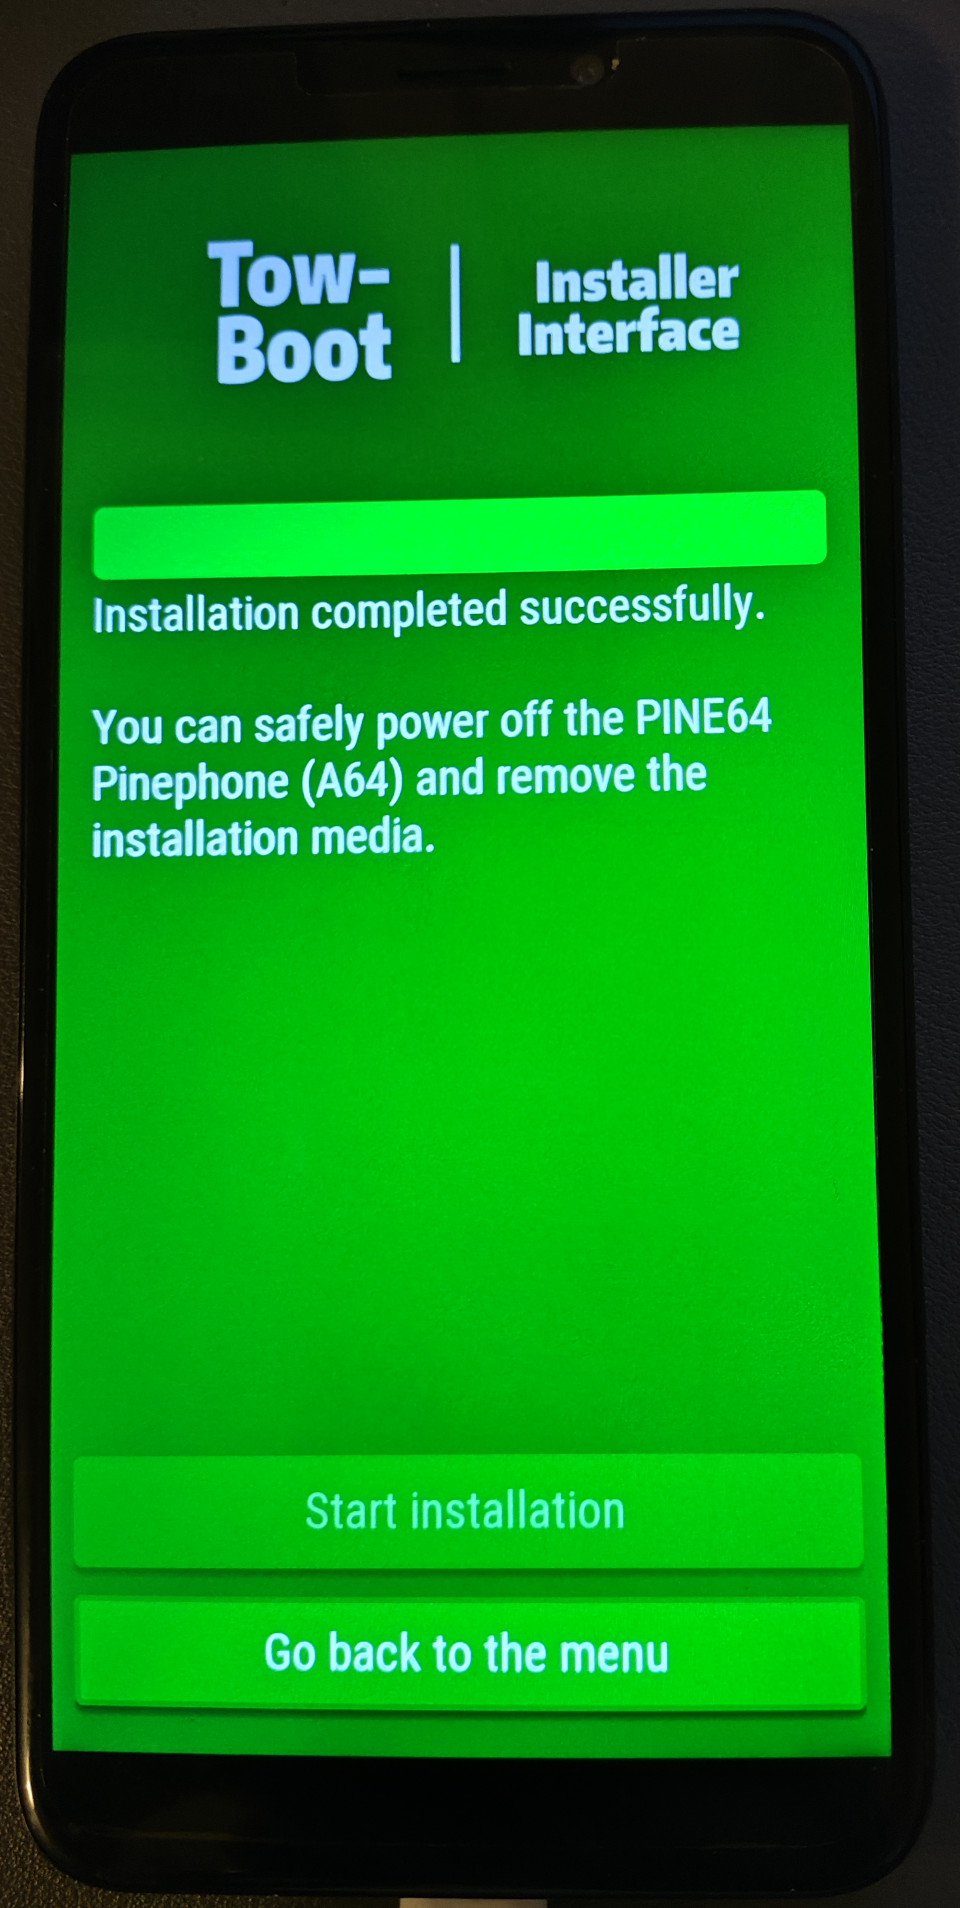 Tow-
Boot
Installer
Interface
Installation completed successfully.
You can safely power off the PINE64
Pinephone (A64) and remove the
installation media.
Start installation
Go back to the menu